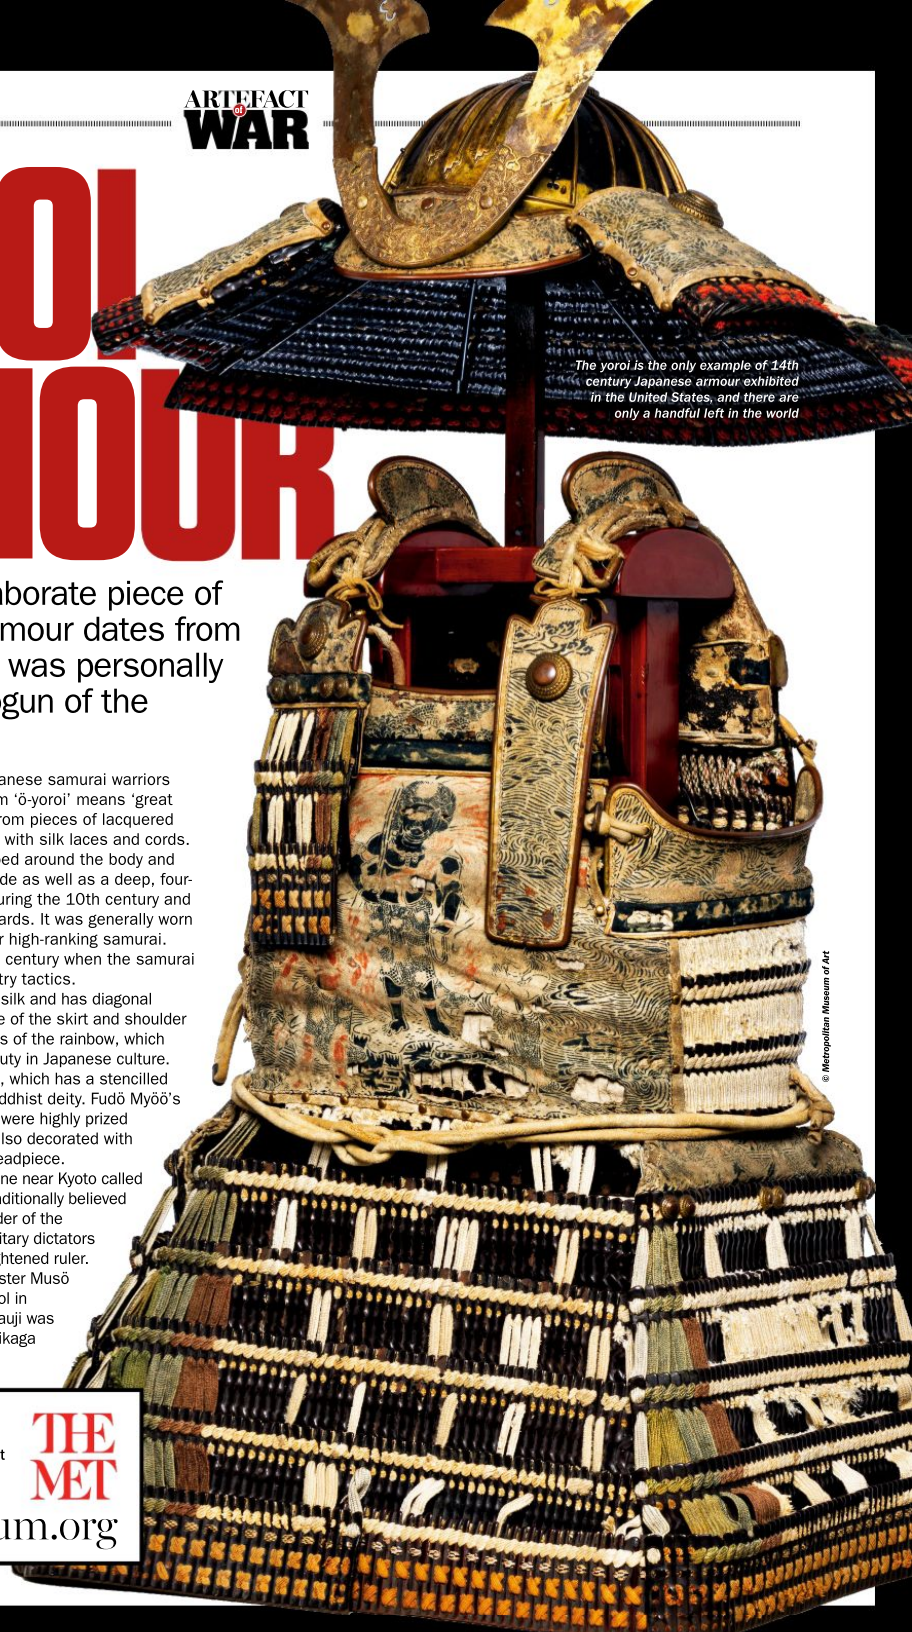 ARTEFACT
of
WAR
OI
MOUR
The yoroi is the only example of 14th
century Japanese armour exhibited
in the United States, and there are
only a handful left in the world
aborate piece of
mour dates from
was personally
ogun of the
anese samurai warriors
m ‘ō-yoroi’ means ‘great
rom pieces of lacquered
with silk laces and cords.
ped around the body and
de as well as a deep, four-
uring the 10th century and
ards. It was generally worn
r high-ranking samurai.
century when the samurai
try tactics.
silk and has diagonal
e of the skirt and shoulder
s of the rainbow, which
uty in Japanese culture.
, which has a stencilled
ddhist deity. Fudō Myōō’s
were highly prized
lso decorated with
eadpiece.
ine near Kyoto called
aditionally believed
der of the
itary dictators
ghtened ruler.
ster Musō
ol in
auji was
ikaga
© Metropolitan Museum of Art
t
THE
MET
um.org